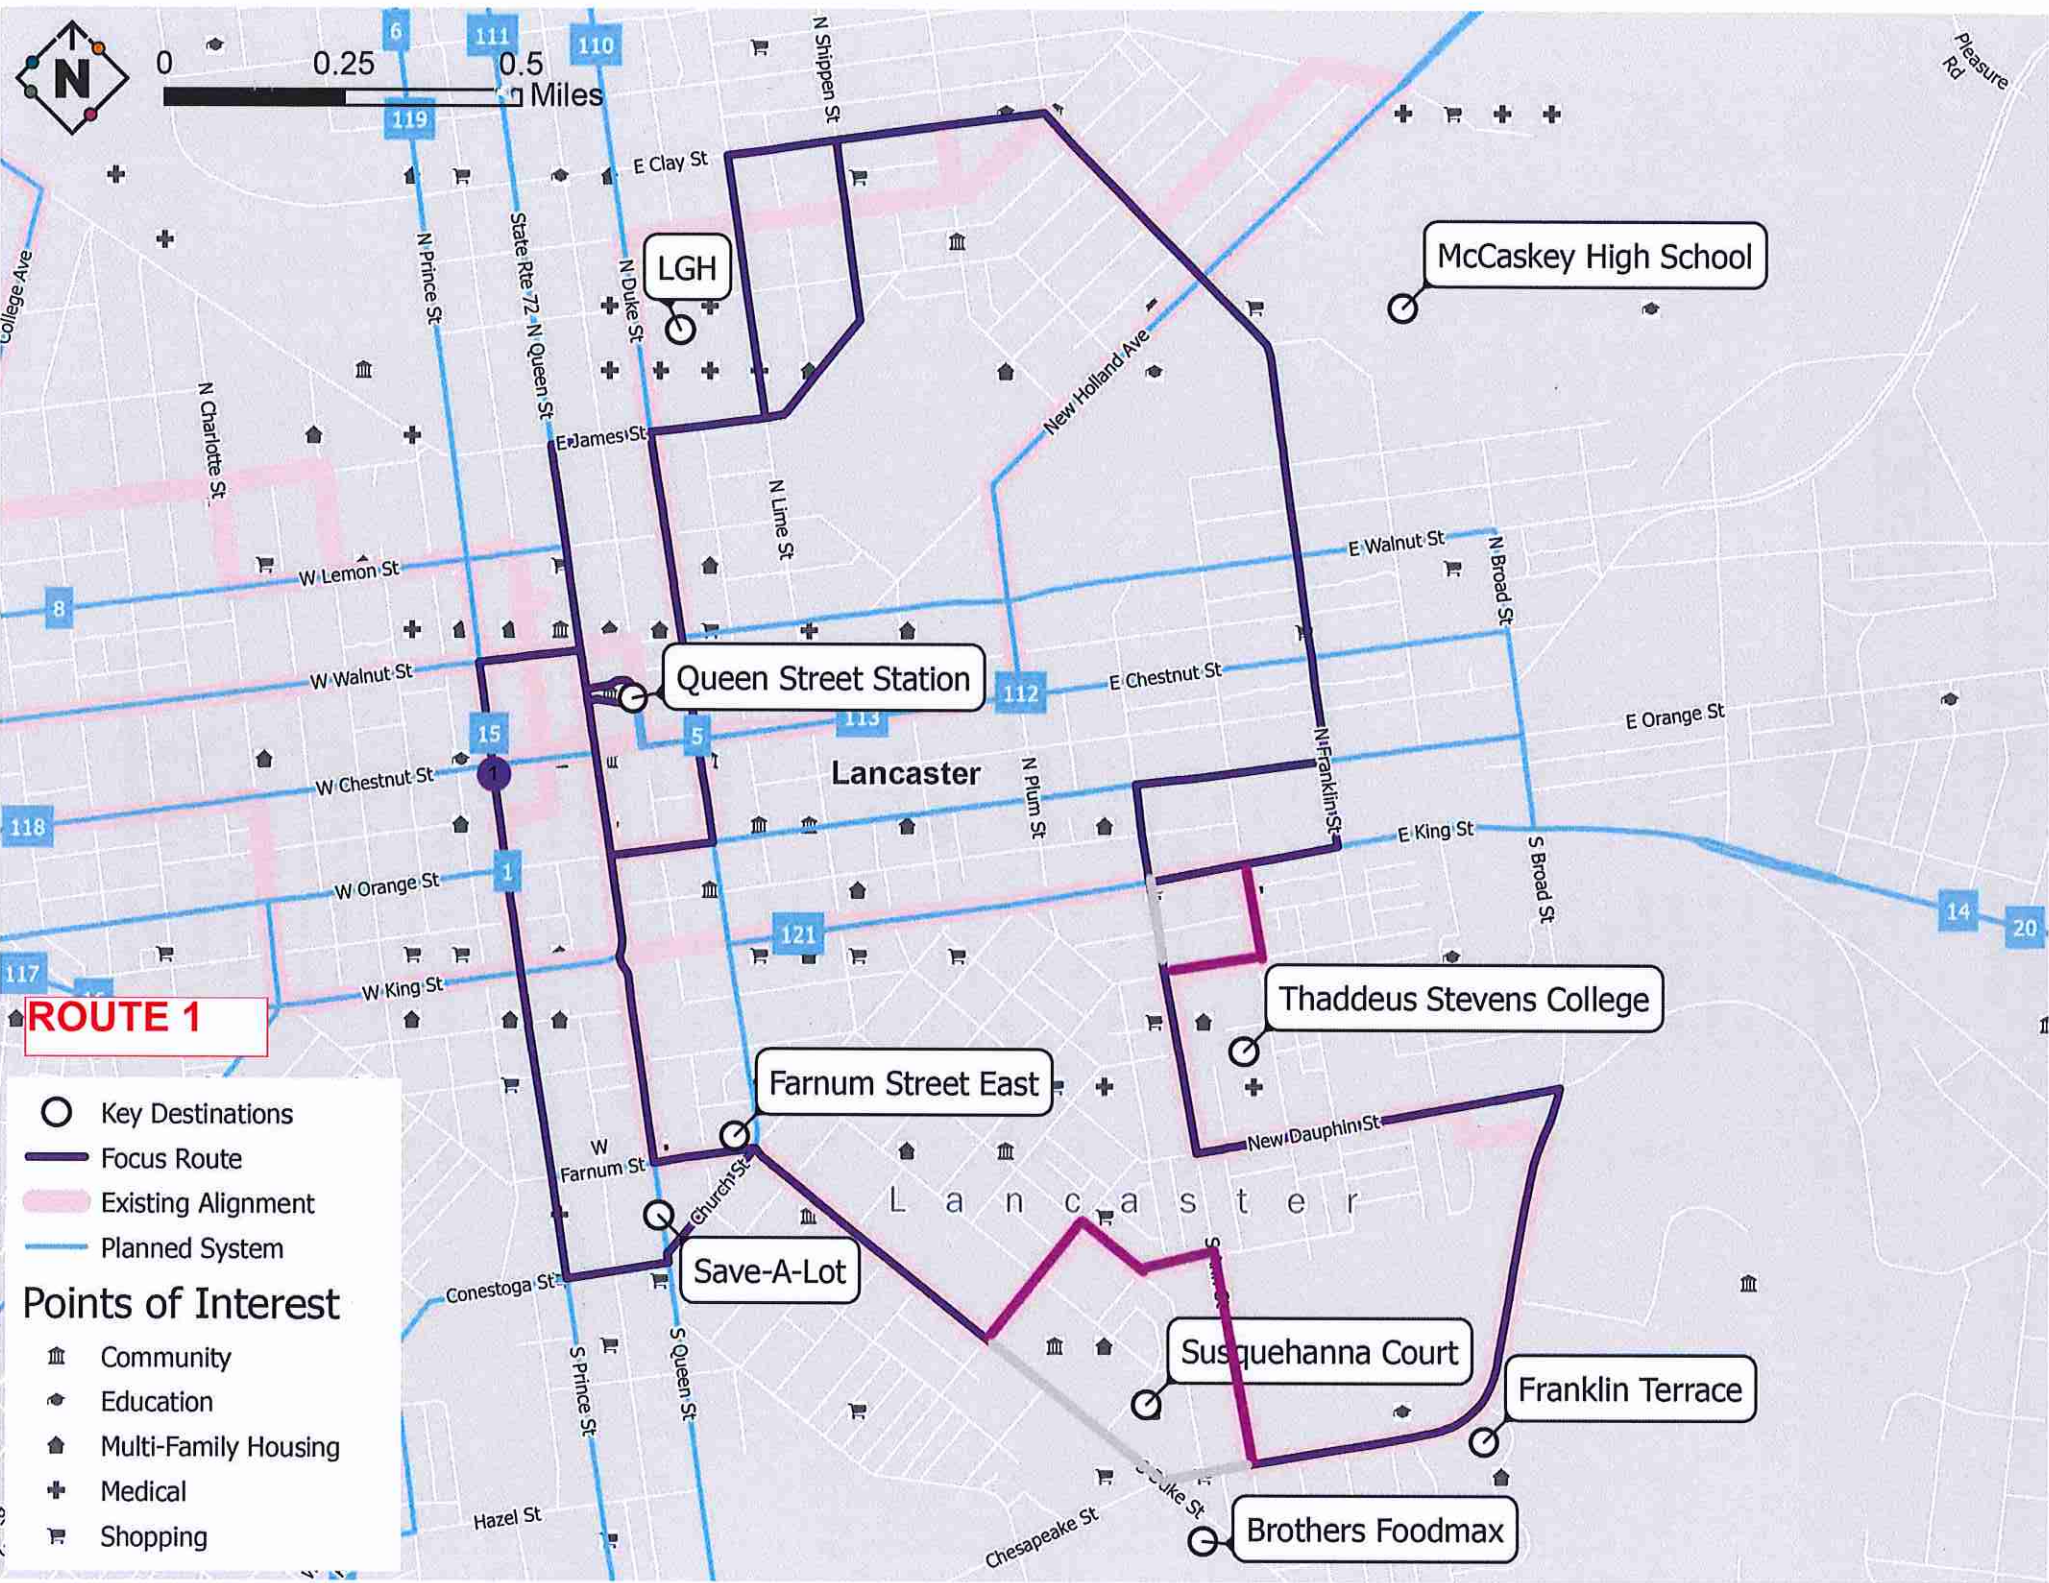 6
111
110
N
0
0.25
0.5
Miles
119
N Shippen St
Pleasure
Rd
E Clay St
College Ave
N Prince St
State Rte 72
N Queen St
N Duke St
LGH
McCaskey High School
New Holland Ave
N Charlotte St
E James St
N Lime St
E Walnut St
N Broad St
W Lemon St
8
W Walnut St
Queen Street Station
112
E Chestnut St
E Orange St
15
5
113
1
W Chestnut St
Lancaster
N Plum St
N Franklin St
118
E King St
S Broad St
1
W Orange St
14
20
121
117
W King St
ROUTE 1
Thaddeus Stevens College
Farnum Street East
New Dauphin St
W
Farnum St
Church St
Lancaster
Save-A-Lot
Conestoga St
Susquehanna Court
Franklin Terrace
S Prince St
S Queen St
S Duke St
Brothers Foodmax
Hazel St
Chesapeake St
Key Destinations
Focus Route
Existing Alignment
Planned System
Points of Interest
Community
Education
Multi-Family Housing
Medical
Shopping